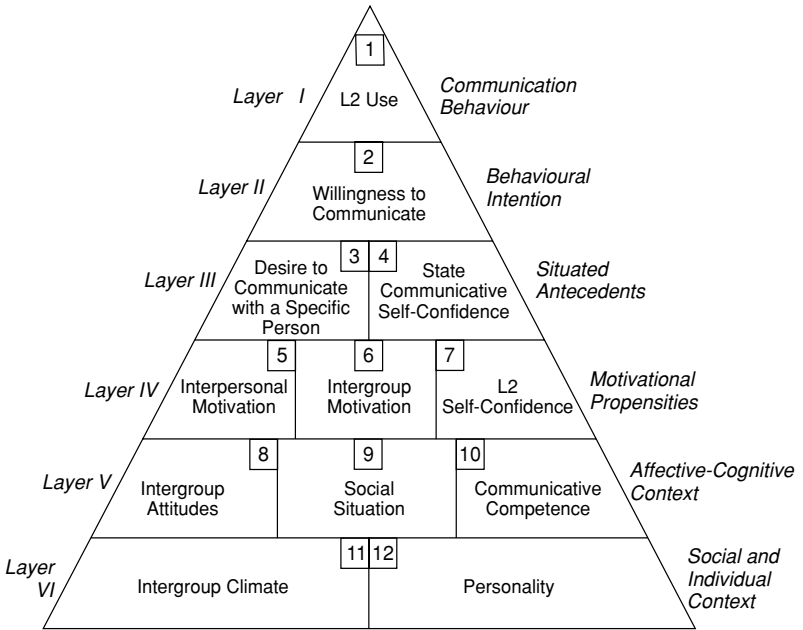 1
Layer I
L2 Use
Communication
Behaviour
2
Layer II
Willingness to
Communicate
Behavioural
Intention
3
4
Layer III
Desire to
Communicate
with a Specific
Person
State
Communicative
Self-Confidence
Situated
Antecedents
5
6
7
Layer IV
Interpersonal
Motivation
Intergroup
Motivation
L2
Self-Confidence
Motivational
Propensities
8
9
10
Layer V
Intergroup
Attitudes
Social
Situation
Communicative
Competence
Affective-Cognitive
Context
11
12
Layer
VI
Intergroup Climate
Personality
Social and
Individual
Context